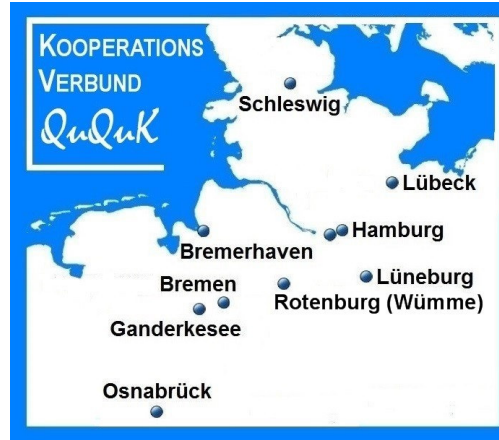 KOOPERATIONS
VERBUND
QuQuK
Schleswig
Lübeck
Hamburg
Bremerhaven
Lüneburg
Bremen
Rotenburg (Wümme)
Ganderkesee
Osnabrück